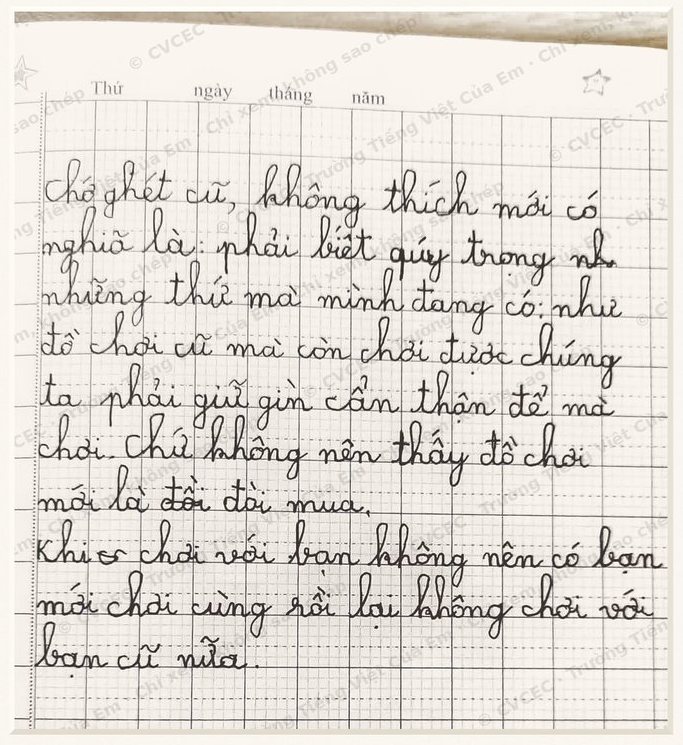 Thứ ngày tháng năm
Chớ ghét cũ, không thích mới có
nghiã là: phải biết quýy trọng nh
những thứ mà mình đang có: như
đồ chơi cũ mà còn chơi được chúng
ta phải giữ gìn cẩn thận để mà
chơi. Chứ không nên thấy đồ chơi
mới là đồi đòi mua.
Khi chơi với bạn không nên có bạn
mới chơi cùng rồi lại không chơi với
bạn cũ nữa.